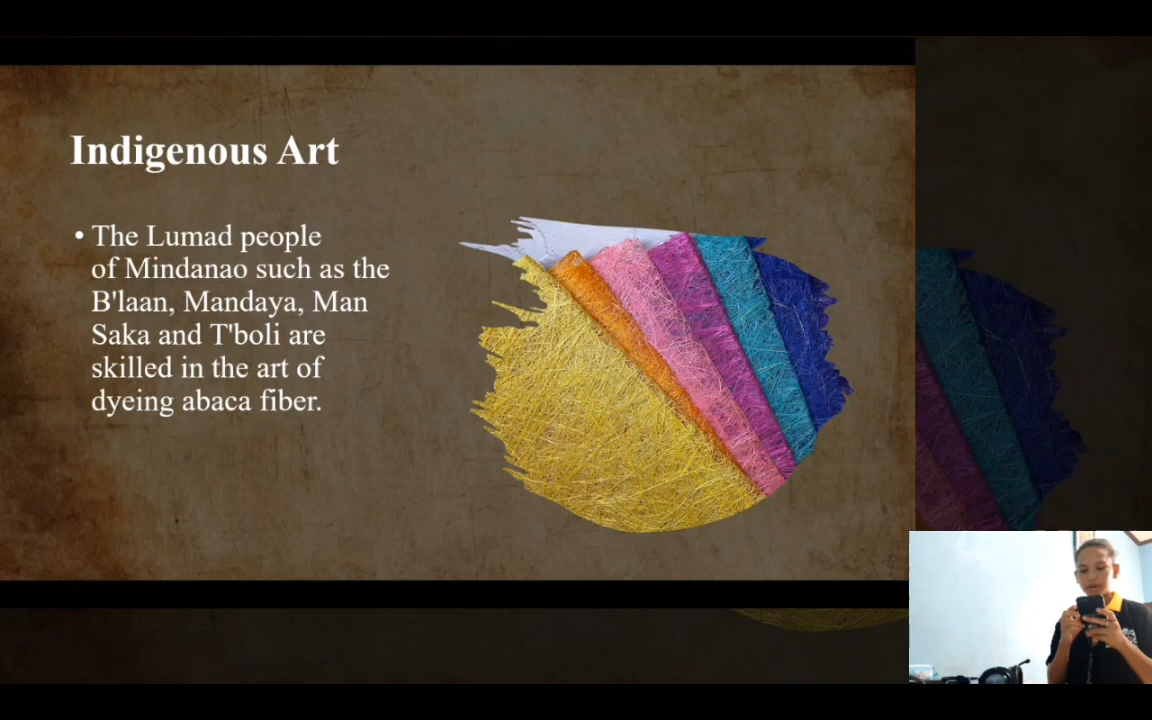 Indigenous Art
• The Lumad people
of Mindanao such as the
B'laan, Mandaya, Man
Saka and T'boli are
skilled in the art of
dyeing abaca fiber.